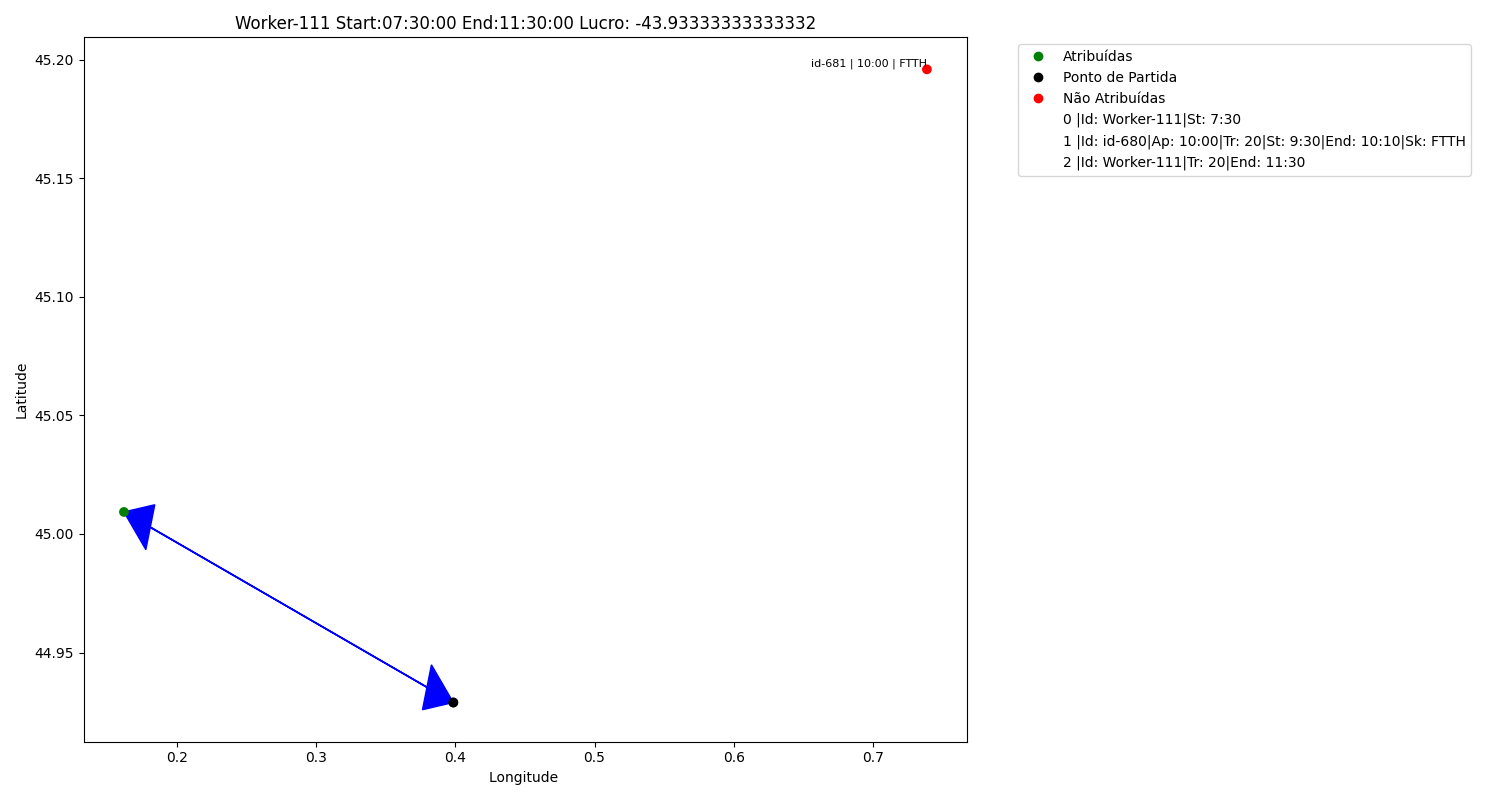 Worker-111 Start:07:30:00 End:11:30:00 Lucro: -43.93333333333332
45.20
45.15
45.10
45.05
45.00
44.95
Latitude
id-681 | 10:00 | FTTH
0.2 0.3 0.4 0.5 0.6 0.7
Longitude
Atribuídas
Ponto de Partida
Não Atribuídas
0 |Id: Worker-111|St: 7:30
1 |Id: id-680|Ap: 10:00|Tr: 20|St: 9:30|End: 10:10|Sk: FTTH
2 |Id: Worker-111|Tr: 20|End: 11:30